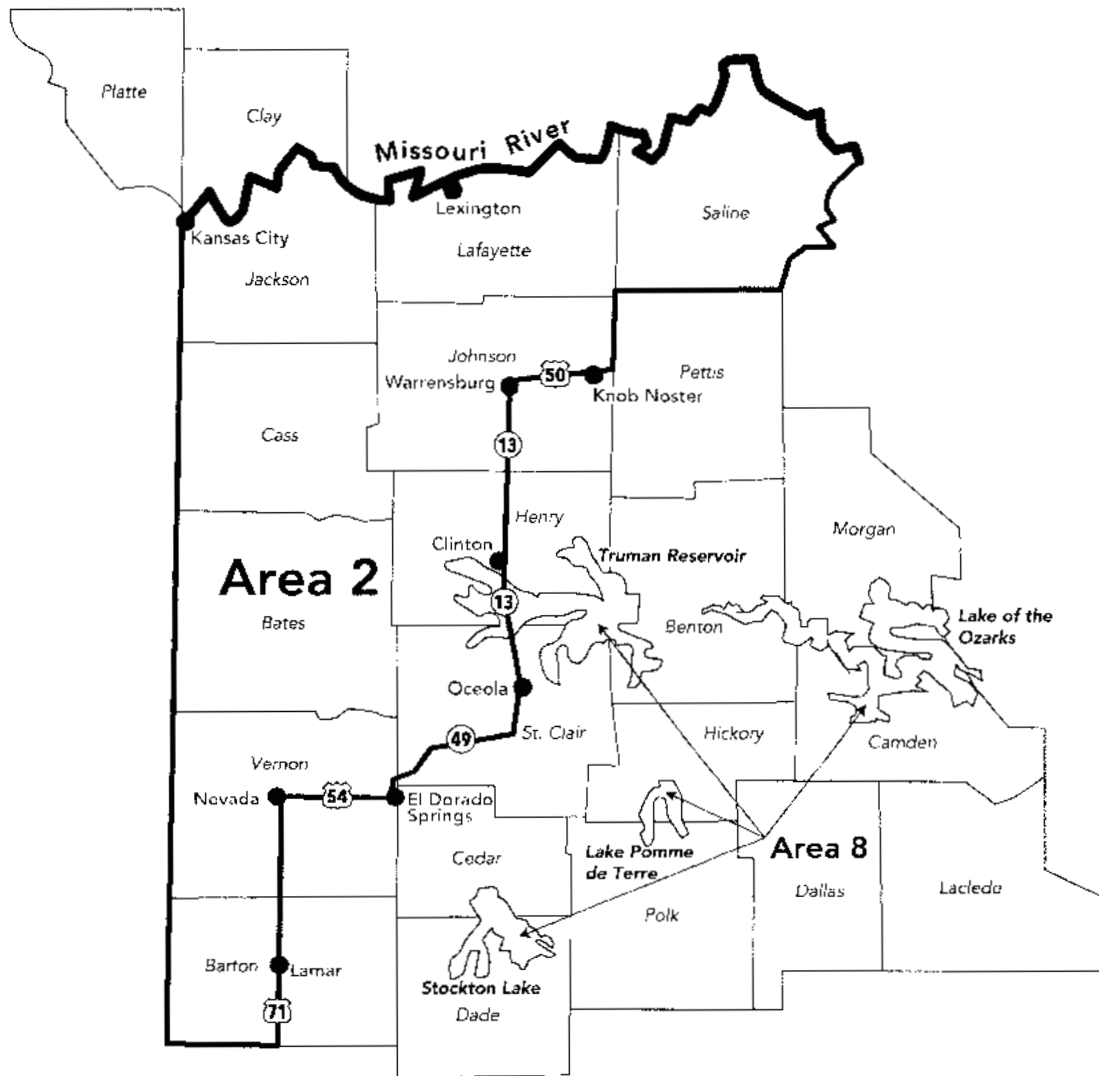 Platte
Clay
Missouri River
Lexington
Kansas City
Lafayette
Saline
Jackson
Johnson
Warrensburg
50
Knob Noster
Pettis
Cass
13
Henry
Clinton
Truman Reservoir
Morgan
Area 2
13
Bates
Benton
Lake of the
Ozarks
Oceola
49
St. Clair
Hickory
Camden
Vernon
Nevada
54
El Dorado
Springs
Cedar
Lake Pomme
de Terre
Area 8
Dallas
Laclede
Polk
Barton
Lamar
Stockton Lake
Dade
71